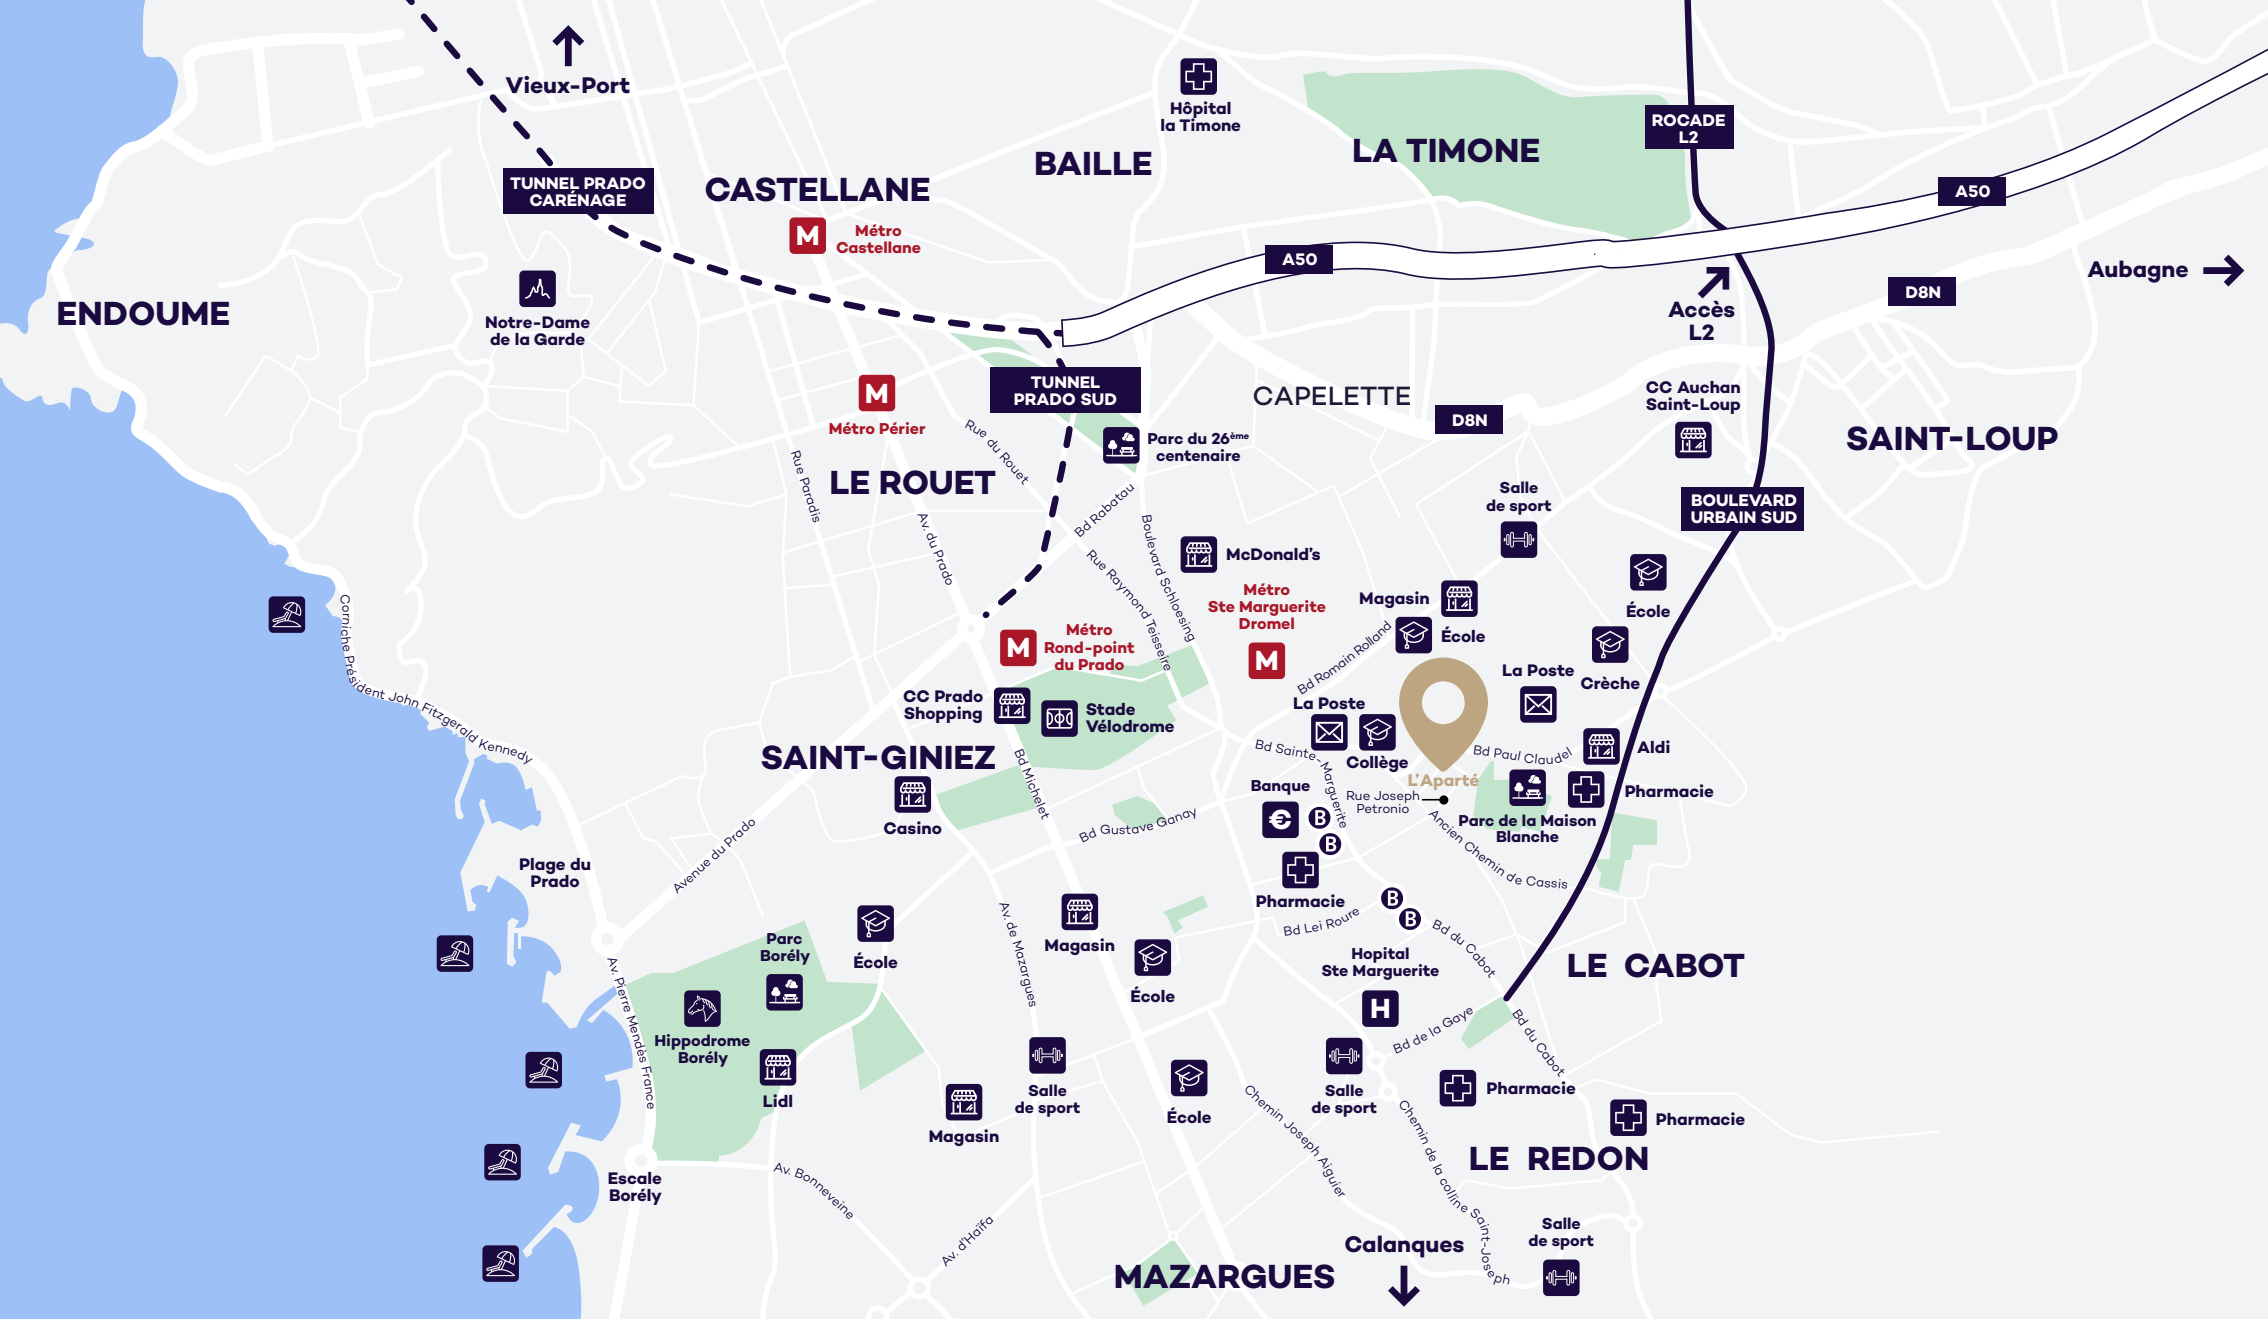 Vieux-Port
TUNNEL PRADO
CARÉNAGE
CASTELLANE
M
Métro
Castellane
BAILLE
Hôpital
la Timone
LA TIMONE
ROCADE
L2
A50
A50
Aubagne
D8N
Accès
L2
ENDOUME
Notre-Dame
de la Garde
M
Métro Périer
TUNNEL
PRADO SUD
CAPELETTE
D8N
CC Auchan
Saint-Loup
SAINT-LOUP
Parc du 26ème
centenaire
Rue du Rouet
LE ROUET
Rue Paradis
Av. du Prado
Bd Rabatau
Boulevard Schloesing
Rue Raymond Teisseire
McDonald's
Salle
de sport
BOULEVARD
URBAIN SUD
École
Métro
Ste Marguerite
Dromel
M
Magasin
École
Bd Romain Rolland
Crèche
La Poste
M
Métro
Rond-point
du Prado
CC Prado
Shopping
Stade
Vélodrome
SAINT-GINIEZ
Casino
Bd Michelet
Corniche Président John Fitzgerald Kennedy
La Poste
Collège
Bd Sainte-Marguerite
L'Aparté
Bd Paul Claudel
Aldi
Pharmacie
Parc de la Maison
Blanche
Rue Joseph
Petronio
Ancien Chemin de Cassis
Banque
€
B
B
Pharmacie
Bd Gustave Ganay
Avenue du Prado
Plage du
Prado
B
B
Bd Lei Roure
Bd du Cabot
LE CABOT
Av. Pierre Mendès France
Parc
Borély
École
Hippodrome
Borély
Lidl
Av. de Mazargues
Magasin
École
Hopital
Ste Marguerite
H
Bd de la Gaye
Bd du Cabot
Salle
de sport
Magasin
Salle
de sport
École
Pharmacie
Pharmacie
LE REDON
Chemin Joseph Aiguier
Chemin de la colline Saint-Joseph
Escale
Borély
Av. Bonneveine
Av. d'Haïfa
MAZARGUES
Calanques
Salle
de sport